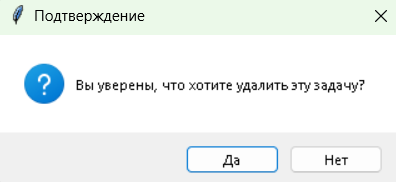 Подтверждение
Вы уверены, что хотите удалить эту задачу?
Да
Нет